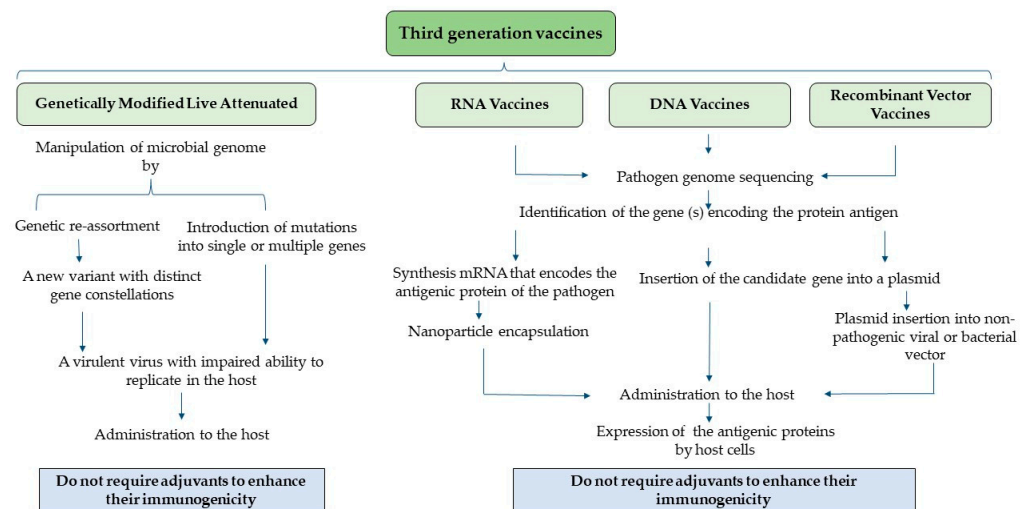 Third generation vaccines
Genetically Modified Live Attenuated
RNA Vaccines
DNA Vaccines
Recombinant Vector
Vaccines
Manipulation of microbial genome
by
Genetic re-assortment
Introduction of mutations
into single or multiple genes
A new variant with distinct
gene constellations
A virulent virus with impaired ability to
replicate in the host
Administration to the host
Do not require adjuvants to enhance
their immunogenicity
Pathogen genome sequencing
Identification of the gene (s) encoding the protein antigen
Synthesis mRNA that encodes the
antigenic protein of the pathogen
Nanoparticle encapsulation
Insertion of the candidate gene into a plasmid
Plasmid insertion into non-
pathogenic viral or bacterial
vector
Administration to the host
Expression of the antigenic proteins
by host cells
Do not require adjuvants to enhance their
immunogenicity